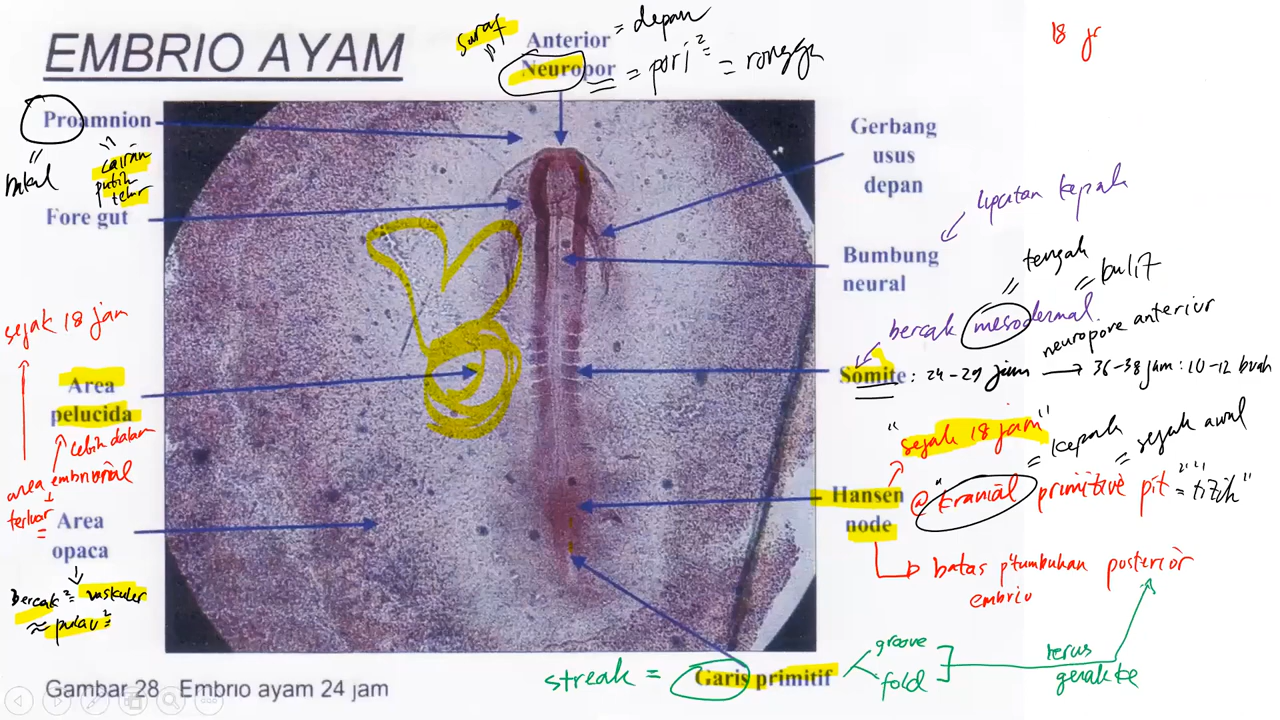 EMBRIO AYAM
saraf
Anterior = depan
Neuropor = pori² = rongga
18 jam
Proamnion
bakal
cairan
putih
telur
Fore gut
Gerbang
usus
depan
lipatan kepala
Bumbung
neural
tengah
kulit
bercak mesodermal
neuropore anterior
Somite : 24-29 jam → 36-38 jam : 10-12 buah
sejak 18 jam
Area
pelucida
lebih dalam
area embrional
terluar
Area
opaca
bercak² vaskuler
≈ pulau²
"sejak 18 jam"
kepala
sejak awal
Hansen
node
@ "kranial primitive pit = titik"
batas p'tumbuhan posterior
embrio
streak = Garis primitif
groove
fold
terus
gerak ke
Gambar 28 Embrio ayam 24 jam